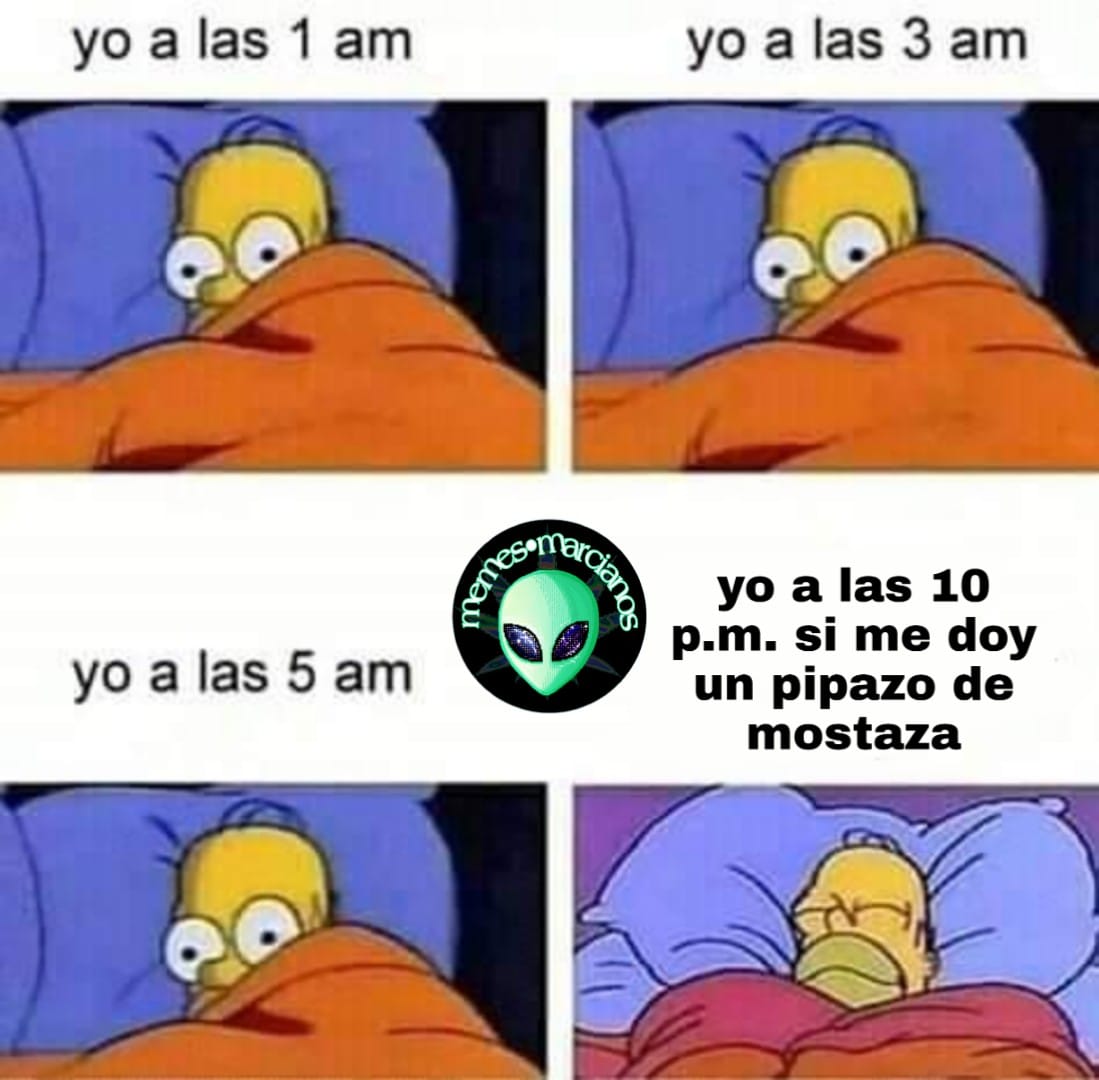 yo a las 1 am
yo a las 3 am
memes•marcianos
yo a las 5 am
yo a las 10
p.m. si me doy
un pipazo de
mostaza